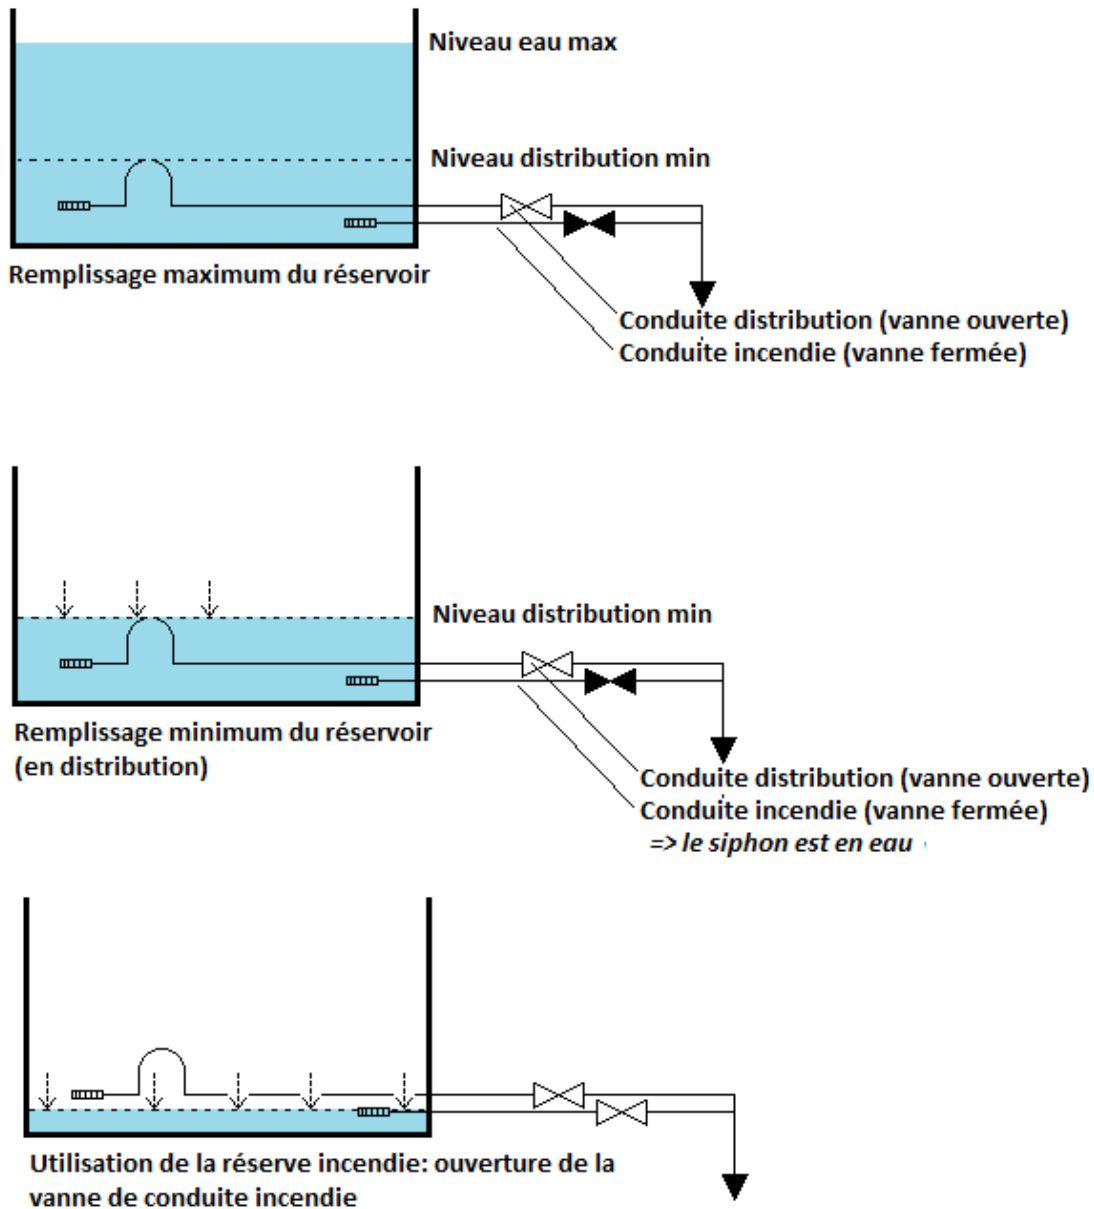 Niveau eau max
Niveau distribution min
Remplissage maximum du réservoir
Conduite distribution (vanne ouverte)
Conduite incendie (vanne fermée)
Niveau distribution min
Remplissage minimum du réservoir
(en distribution)
Conduite distribution (vanne ouverte)
Conduite incendie (vanne fermée)
=> le siphon est en eau
Utilisation de la réserve incendie: ouverture de la
vanne de conduite incendie